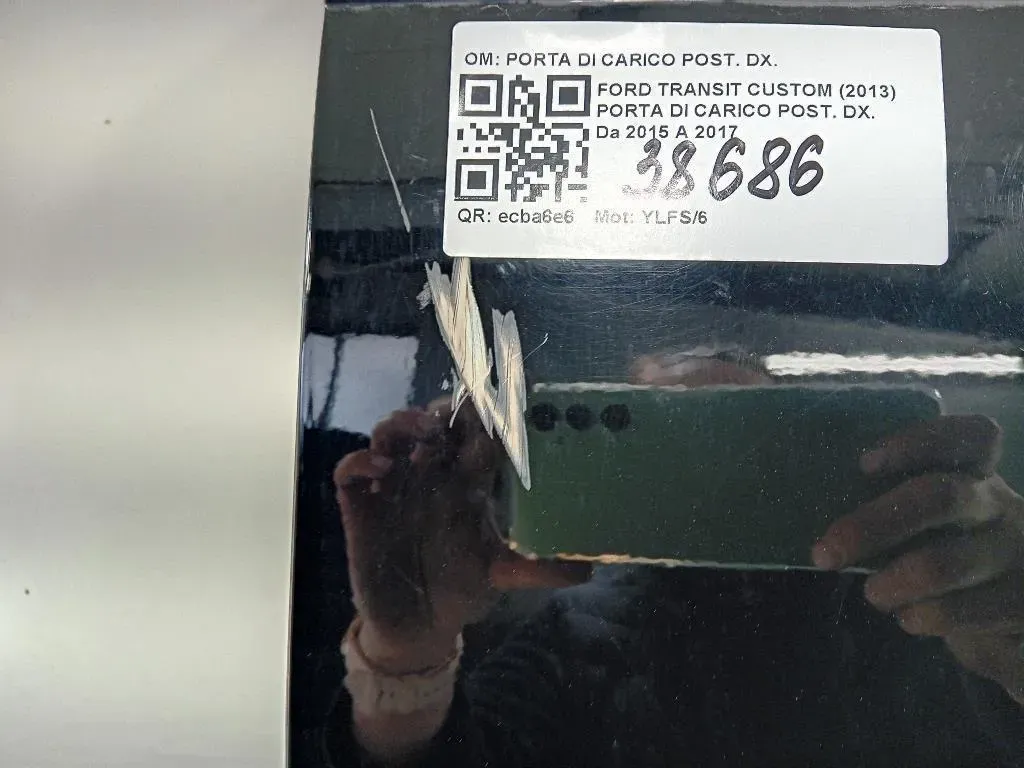 OM: PORTA DI CARICO POST. DX.
FORD TRANSIT CUSTOM (2013)
PORTA DI CARICO POST. DX.
Da 2015 A 2017
38686
QR: ecba6e6 Mot: YLFS/6